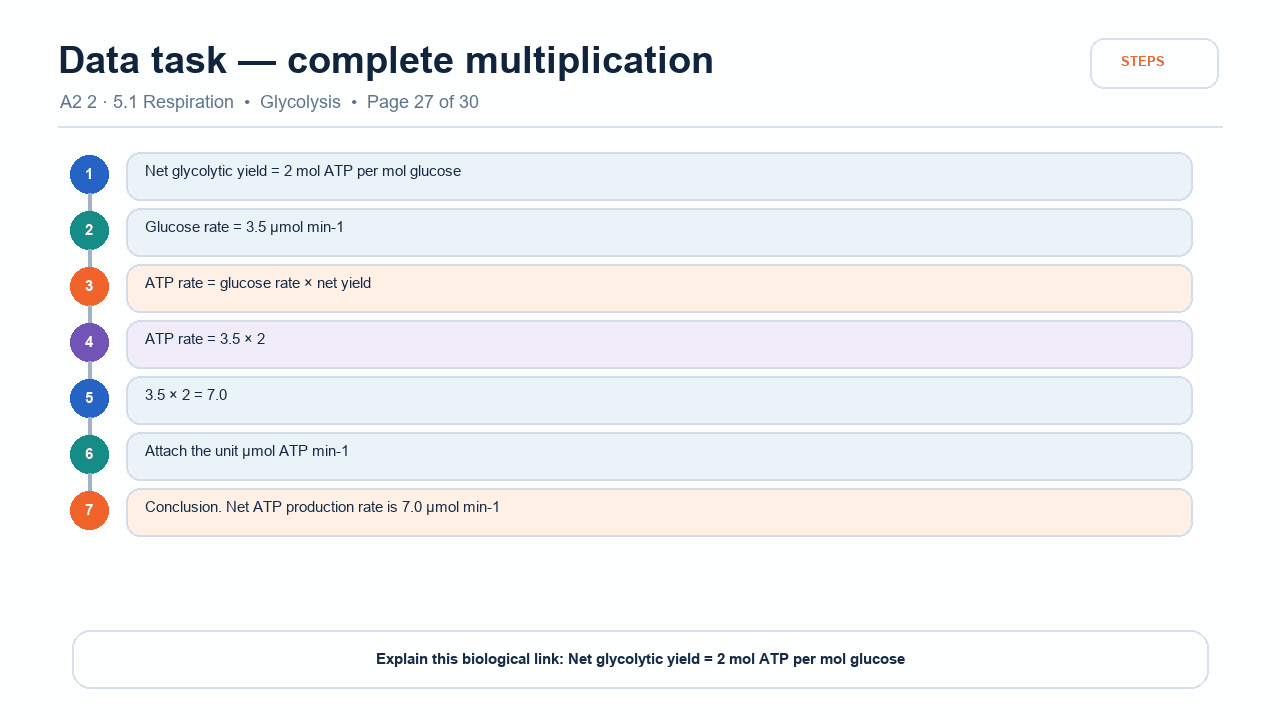 Data task — complete multiplication
STEPS
A2 2 · 5.1 Respiration • Glycolysis • Page 27 of 30
1
Net glycolytic yield = 2 mol ATP per mol glucose
2
Glucose rate = 3.5 µmol min-1
3
ATP rate = glucose rate × net yield
4
ATP rate = 3.5 × 2
5
3.5 × 2 = 7.0
6
Attach the unit µmol ATP min-1
7
Conclusion. Net ATP production rate is 7.0 µmol min-1
Explain this biological link: Net glycolytic yield = 2 mol ATP per mol glucose